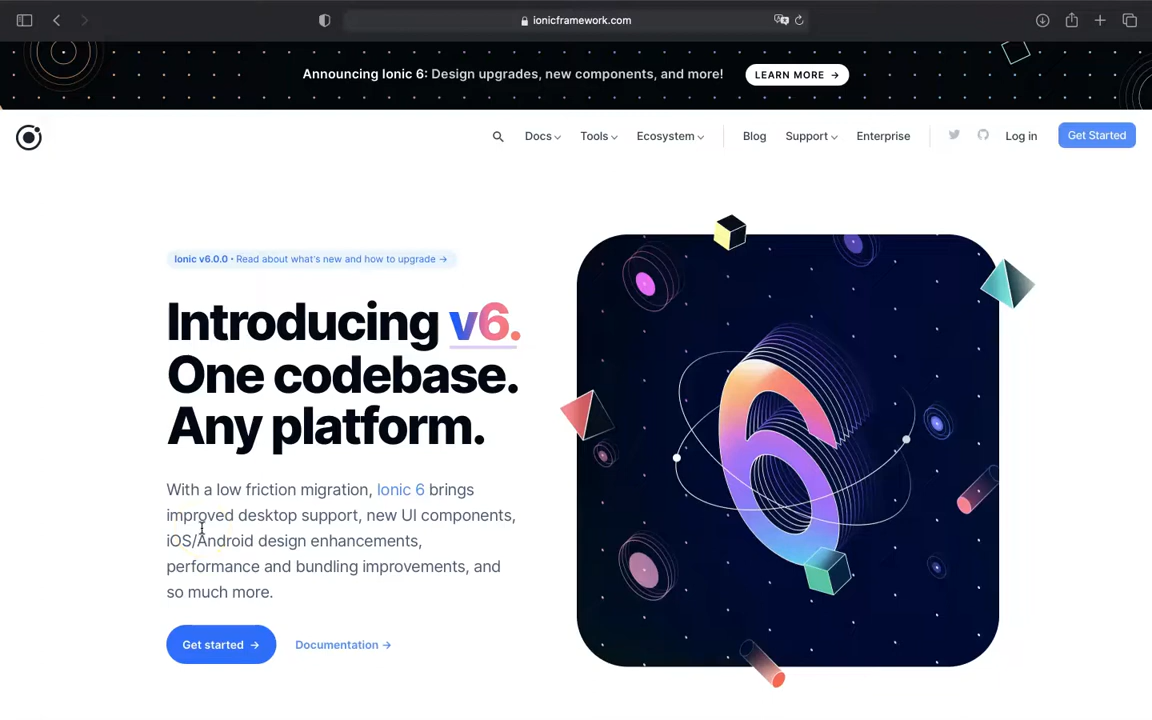 ionicframework.com
Announcing Ionic 6: Design upgrades, new components, and more! LEARN MORE →
Docs Tools Ecosystem Blog Support Enterprise Log in Get Started
Ionic v6.0.0 • Read about what's new and how to upgrade →
Introducing v6.
One codebase.
Any platform.
With a low friction migration, Ionic 6 brings
improved desktop support, new UI components,
iOS/Android design enhancements,
performance and bundling improvements, and
so much more.
Get started → Documentation →
6